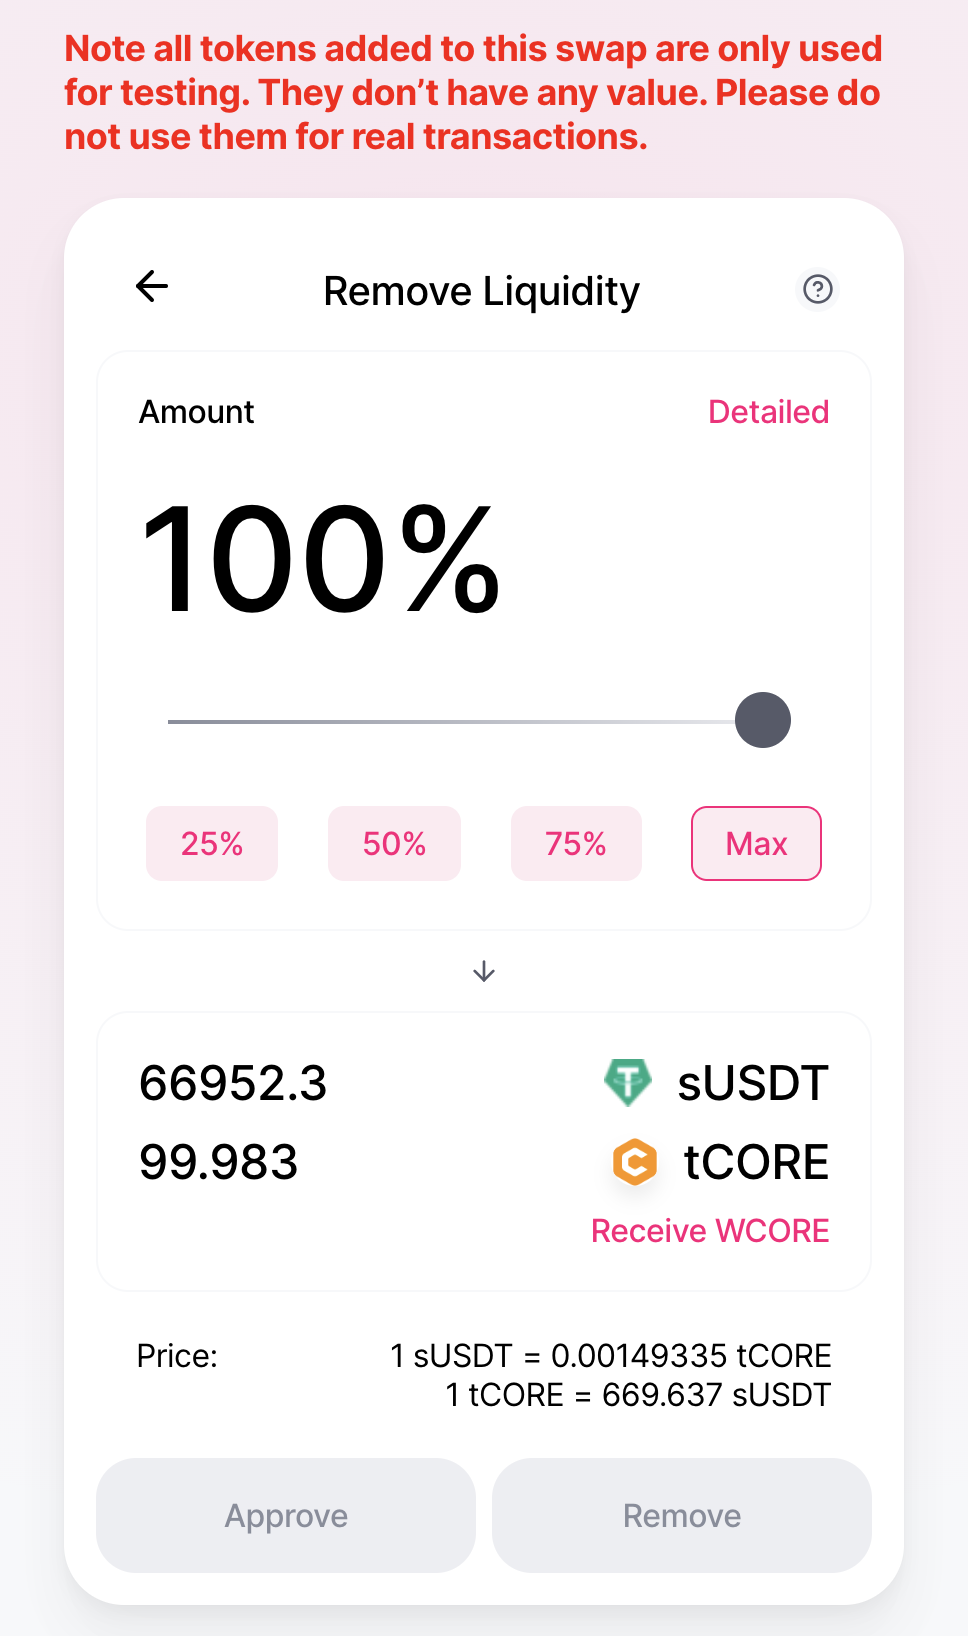 Note all tokens added to this swap are only used
for testing. They don’t have any value. Please do
not use them for real transactions.
Remove Liquidity
Amount
Detailed
100%
25%
50%
75%
Max
66952.3
sUSDT
99.983
tCORE
Receive WCORE
Price:
1 sUSDT = 0.00149335 tCORE
1 tCORE = 669.637 sUSDT
Approve
Remove